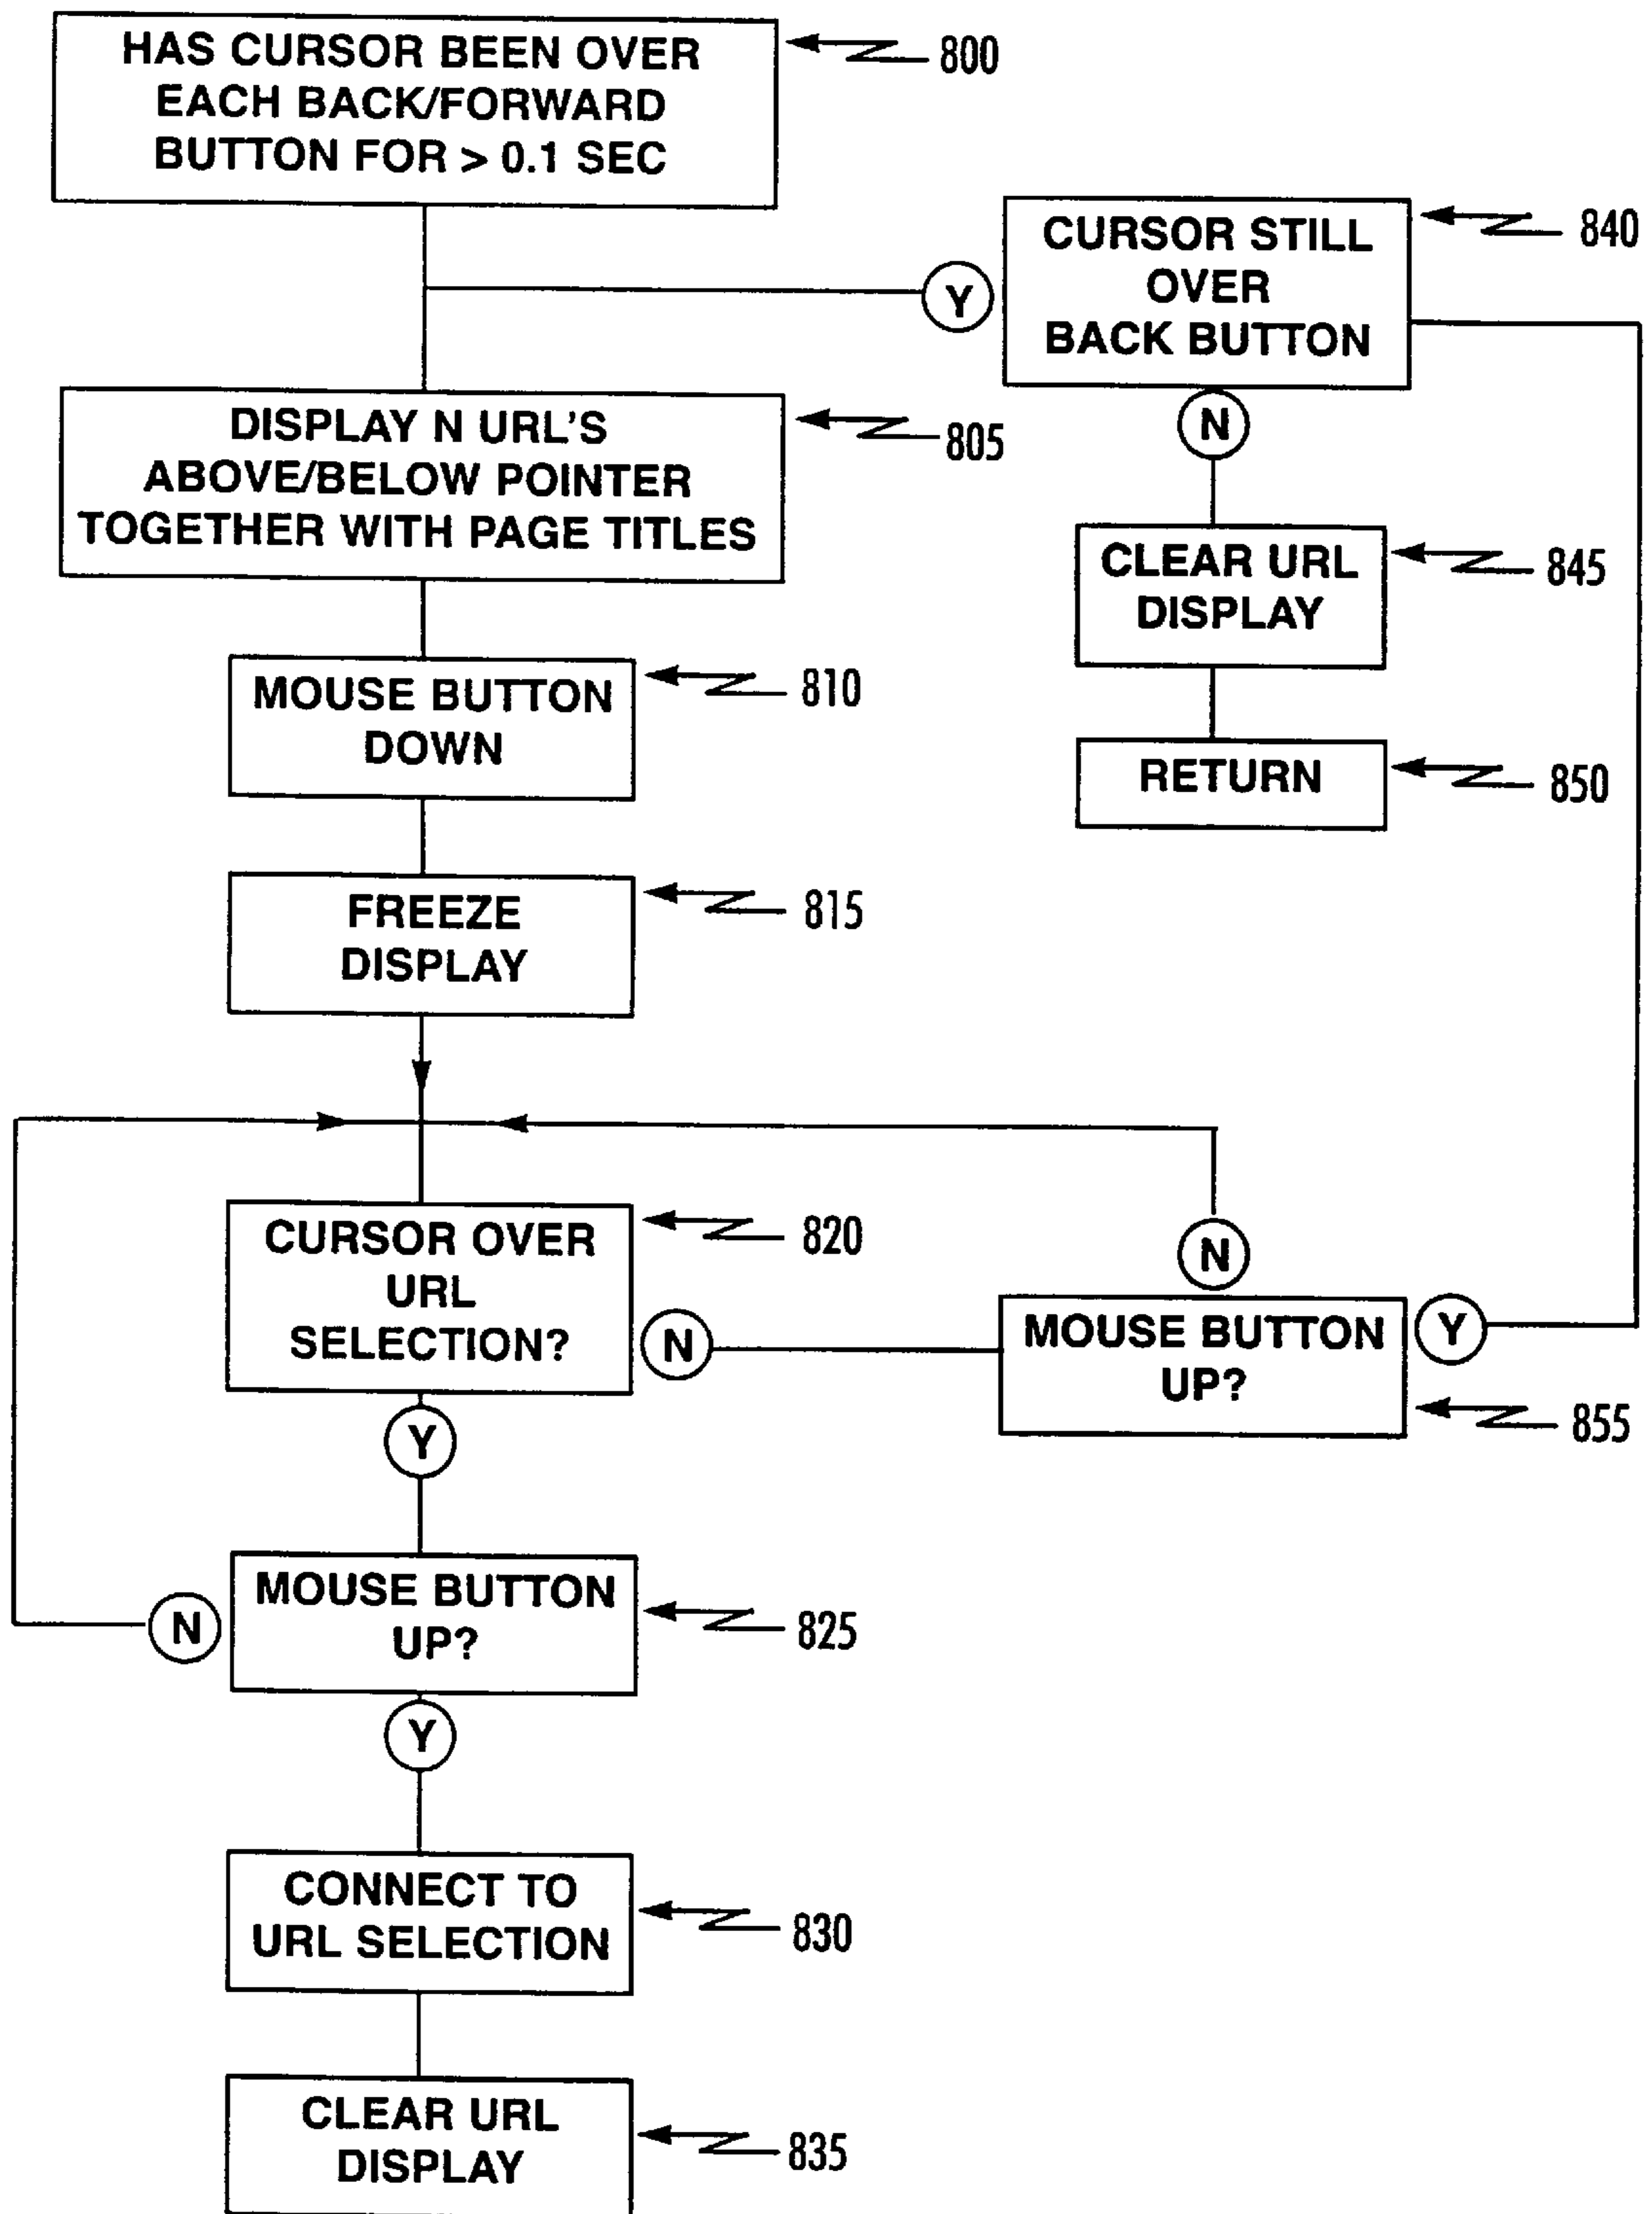 HAS CURSOR BEEN OVER
EACH BACK/FORWARD
BUTTON FOR > 0.1 SEC
800
Y
CURSOR STILL
OVER
BACK BUTTON
840
N
DISPLAY N URL'S
ABOVE/BELOW POINTER
TOGETHER WITH PAGE TITLES
805
CLEAR URL
DISPLAY
845
MOUSE BUTTON
DOWN
810
RETURN
850
FREEZE
DISPLAY
815
CURSOR OVER
URL
SELECTION?
820
N
N
MOUSE BUTTON
UP?
Y
855
Y
MOUSE BUTTON
UP?
825
N
Y
CONNECT TO
URL SELECTION
830
CLEAR URL
DISPLAY
835